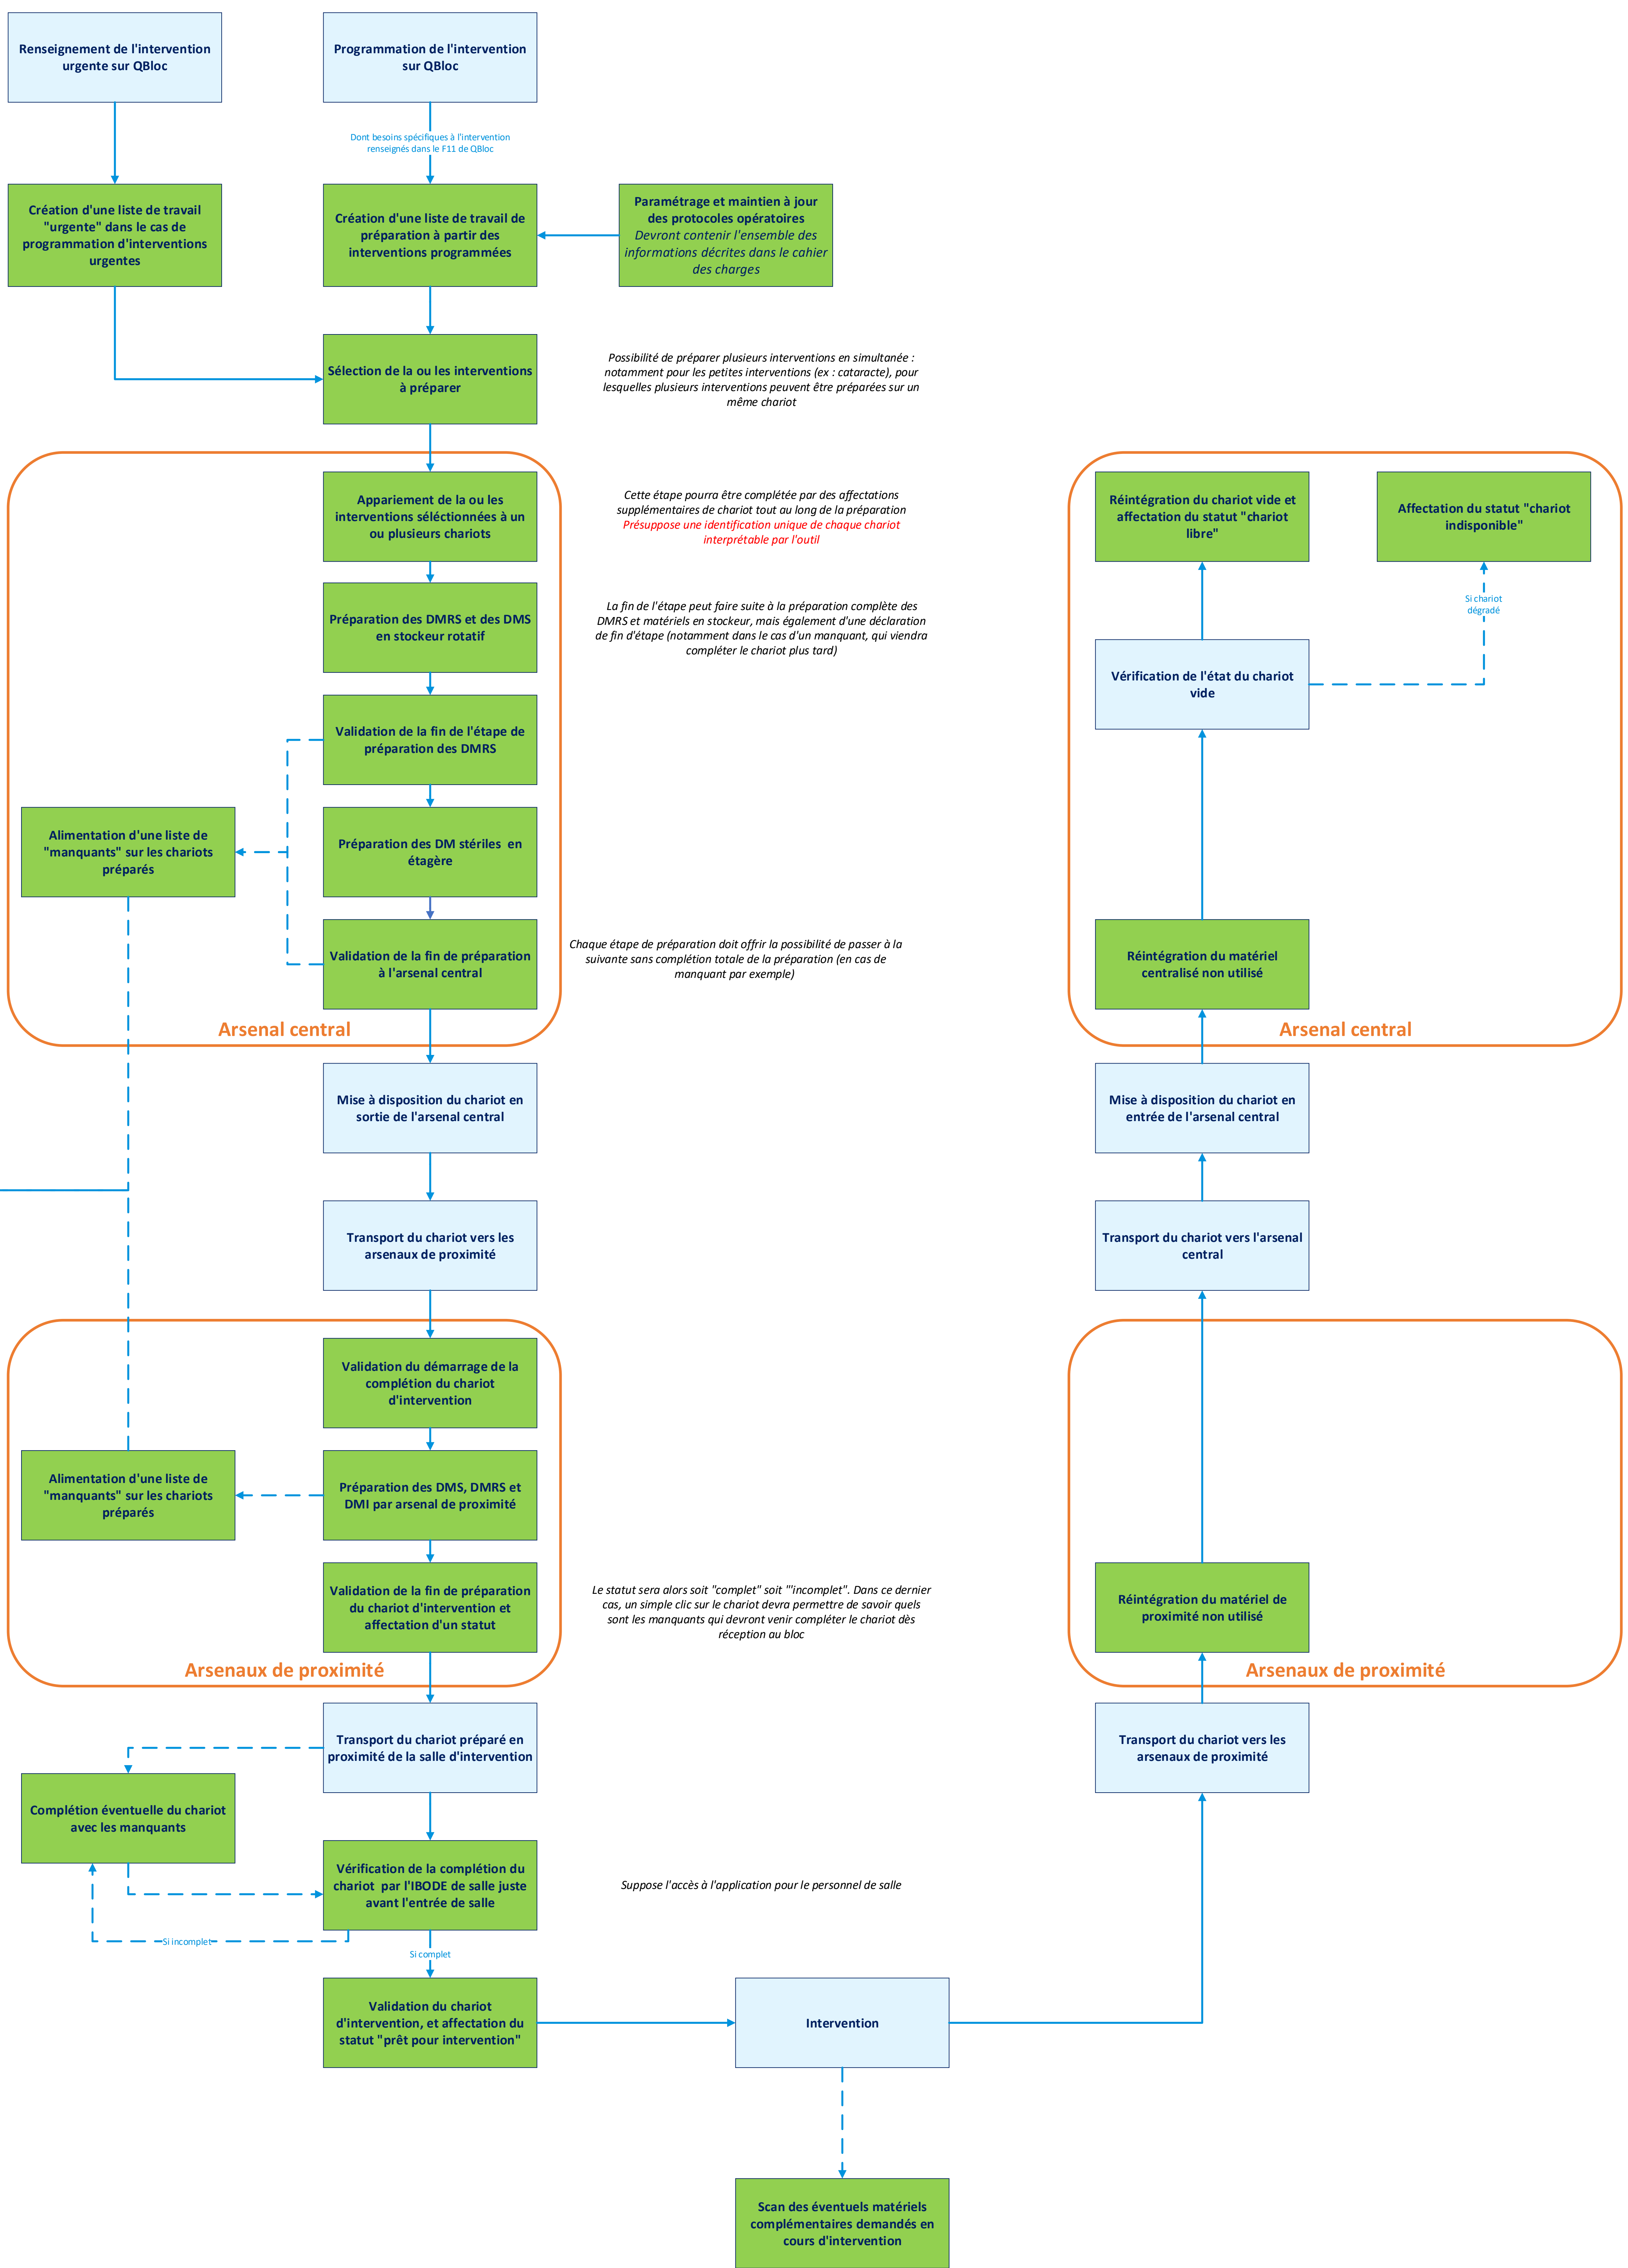 Renseignement de l'intervention
urgente sur QBloc
Programmation de l'intervention
sur QBloc
Dont besoins spécifiques à l'intervention
renseignés dans le F11 de QBloc
Création d'une liste de travail
"urgente" dans le cas de
programmation d'interventions
urgentes
Création d'une liste de travail de
préparation à partir des
interventions programmées
Paramétrage et maintien à jour
des protocoles opératoires
Devront contenir l'ensemble des
informations décrites dans le cahier
des charges
Sélection de la ou les interventions
à préparer
Possibilité de préparer plusieurs interventions en simultanée :
notamment pour les petites interventions (ex : cataracte), pour
lesquelles plusieurs interventions peuvent être préparées sur un
même chariot
Appariement de la ou les
interventions séléctionnées à un
ou plusieurs chariots
Cette étape pourra être complétée par des affectations
supplémentaires de chariot tout au long de la préparation
Présuppose une identification unique de chaque chariot
interprétable par l'outil
Préparation des DMRS et des DMS
en stockeur rotatif
La fin de l'étape peut faire suite à la préparation complète des
DMRS et matériels en stockeur, mais également d'une déclaration
de fin d'étape (notamment dans le cas d'un manquant, qui viendra
compléter le chariot plus tard)
Validation de la fin de l'étape de
préparation des DMRS
Alimentation d'une liste de
"manquants" sur les chariots
préparés
Préparation des DM stériles  en
étagère
Validation de la fin de préparation
à l'arsenal central
Chaque étape de préparation doit offrir la possibilité de passer à la
suivante sans complétion totale de la préparation (en cas de
manquant par exemple)
Arsenal central
Mise à disposition du chariot en
sortie de l'arsenal central
Transport du chariot vers les
arsenaux de proximité
Validation du démarrage de la
complétion du chariot
d'intervention
Alimentation d'une liste de
"manquants" sur les chariots
préparés
Préparation des DMS, DMRS et
DMI par arsenal de proximité
Validation de la fin de préparation
du chariot d'intervention et
affectation d'un statut
Le statut sera alors soit "complet" soit "'incomplet". Dans ce dernier
cas, un simple clic sur le chariot devra permettre de savoir quels
sont les manquants qui devront venir compléter le chariot dès
réception au bloc
Arsenaux de proximité
Transport du chariot préparé en
proximité de la salle d'intervention
Complétion éventuelle du chariot
avec les manquants
Vérification de la complétion du
chariot  par l'IBODE de salle juste
avant l'entrée de salle
Suppose l'accès à l'application pour le personnel de salle
Si incomplet
Si complet
Validation du chariot
d'intervention, et affectation du
statut "prêt pour intervention"
Intervention
Scan des éventuels matériels
complémentaires demandés en
cours d'intervention
Réintégration du chariot vide et
affectation du statut "chariot
libre"
Affectation du statut "chariot
indisponible"
Si chariot
dégradé
Vérification de l'état du chariot
vide
Réintégration du matériel
centralisé non utilisé
Arsenal central
Mise à disposition du chariot en
entrée de l'arsenal central
Transport du chariot vers l'arsenal
central
Réintégration du matériel de
proximité non utilisé
Arsenaux de proximité
Transport du chariot vers les
arsenaux de proximité